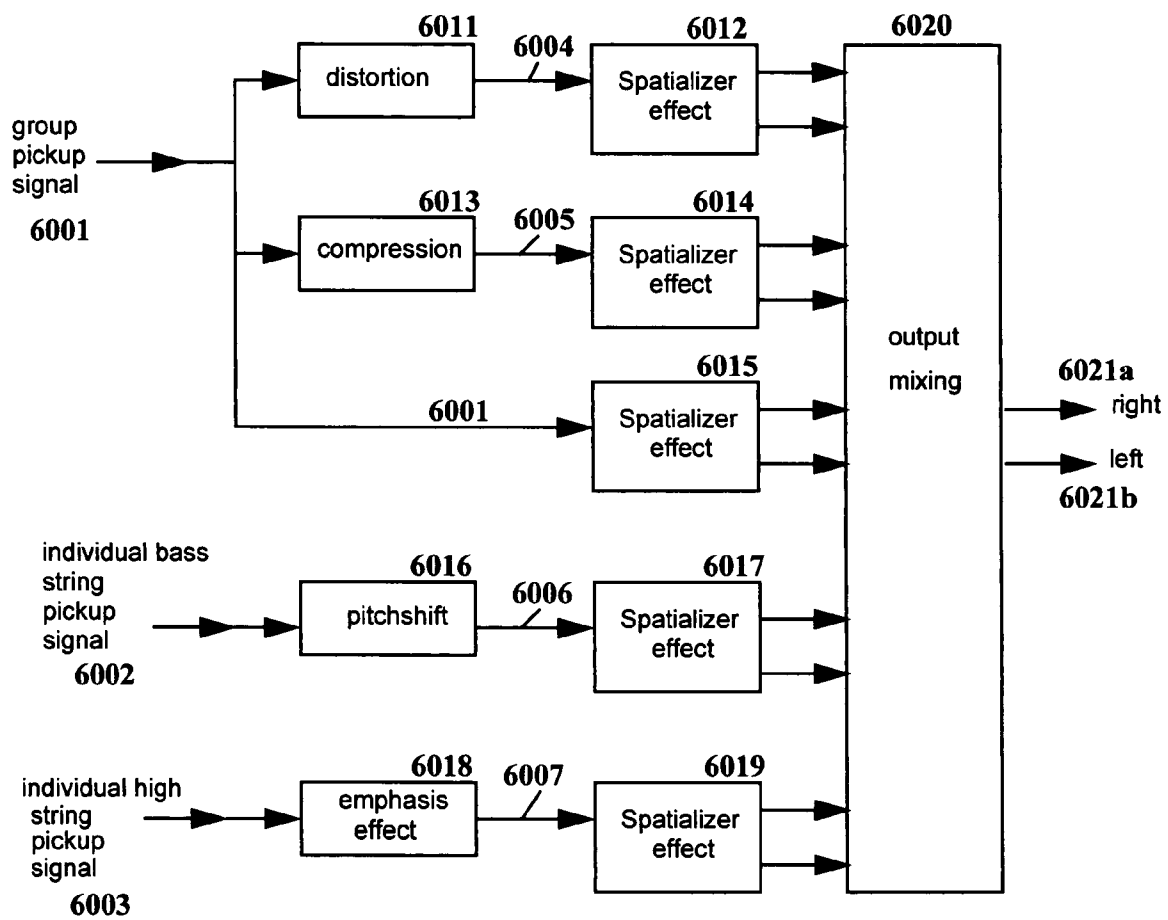 6011
6004
6012
6020
distortion
Spatializer
effect
group
pickup
signal
6001
6013
6005
6014
compression
Spatializer
effect
output
mixing
6015
6001
Spatializer
effect
6021a
right
left
6021b
individual bass
string
pickup
signal
6002
6016
6006
6017
pitchshift
Spatializer
effect
individual high
string
pickup
signal
6003
6018
6007
6019
emphasis
effect
Spatializer
effect